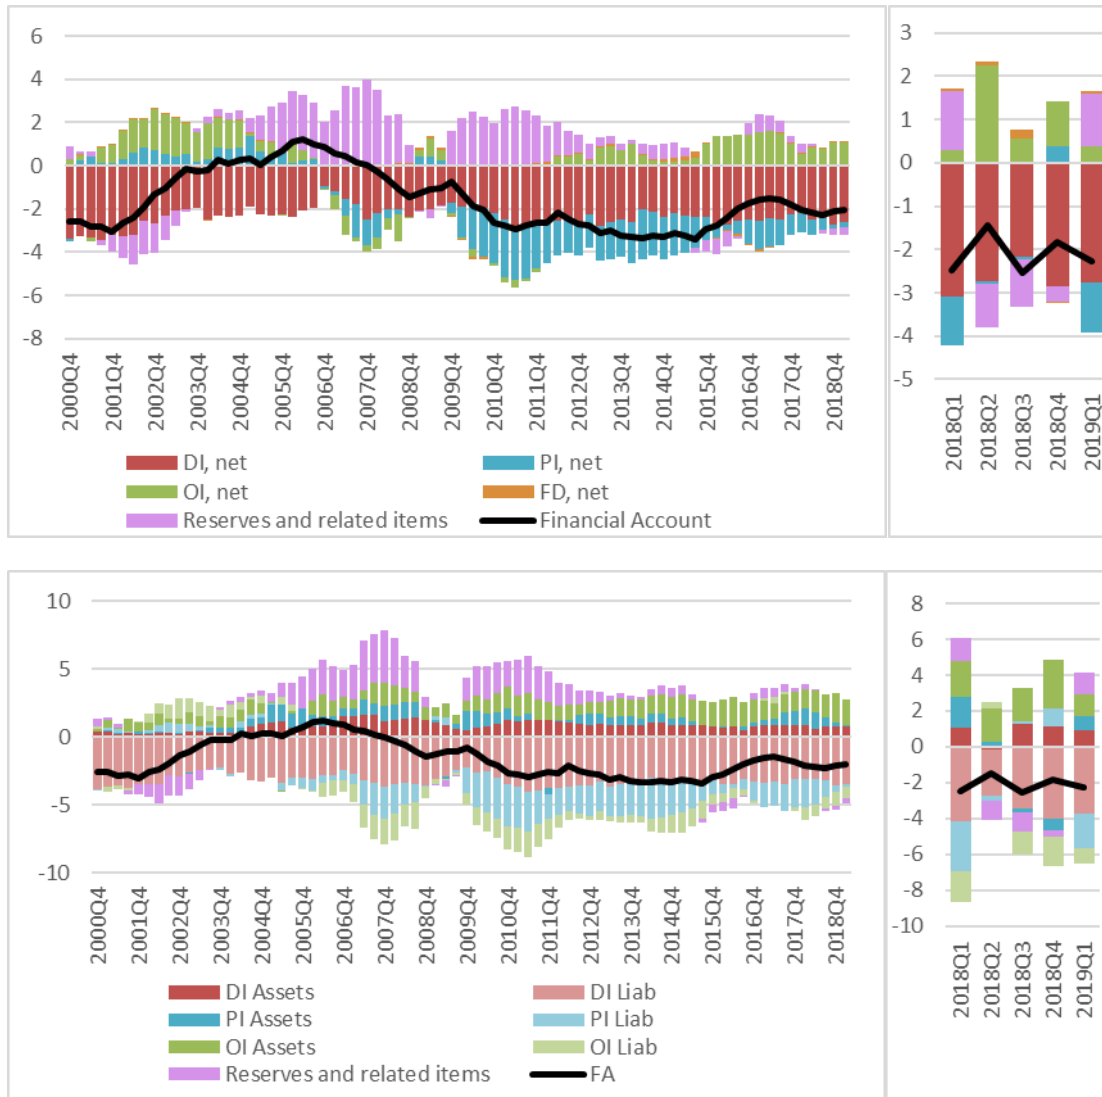 6
4
2
0
-2
-4
-6
-8
2000Q4
2001Q4
2002Q4
2003Q4
2004Q4
2005Q4
2006Q4
2007Q4
2008Q4
2009Q4
2010Q4
2011Q4
2012Q4
2013Q4
2014Q4
2015Q4
2016Q4
2017Q4
2018Q4
DI, net
PI, net
OI, net
FD, net
Reserves and related items
Financial Account
3
2
1
0
-1
-2
-3
-4
-5
2018Q1
2018Q2
2018Q3
2018Q4
2019Q1
10
5
0
-5
-10
2000Q4
2001Q4
2002Q4
2003Q4
2004Q4
2005Q4
2006Q4
2007Q4
2008Q4
2009Q4
2010Q4
2011Q4
2012Q4
2013Q4
2014Q4
2015Q4
2016Q4
2017Q4
2018Q4
DI Assets
DI Liab
PI Assets
PI Liab
OI Assets
OI Liab
Reserves and related items
FA
8
6
4
2
0
-2
-4
-6
-8
-10
2018Q1
2018Q2
2018Q3
2018Q4
2019Q1